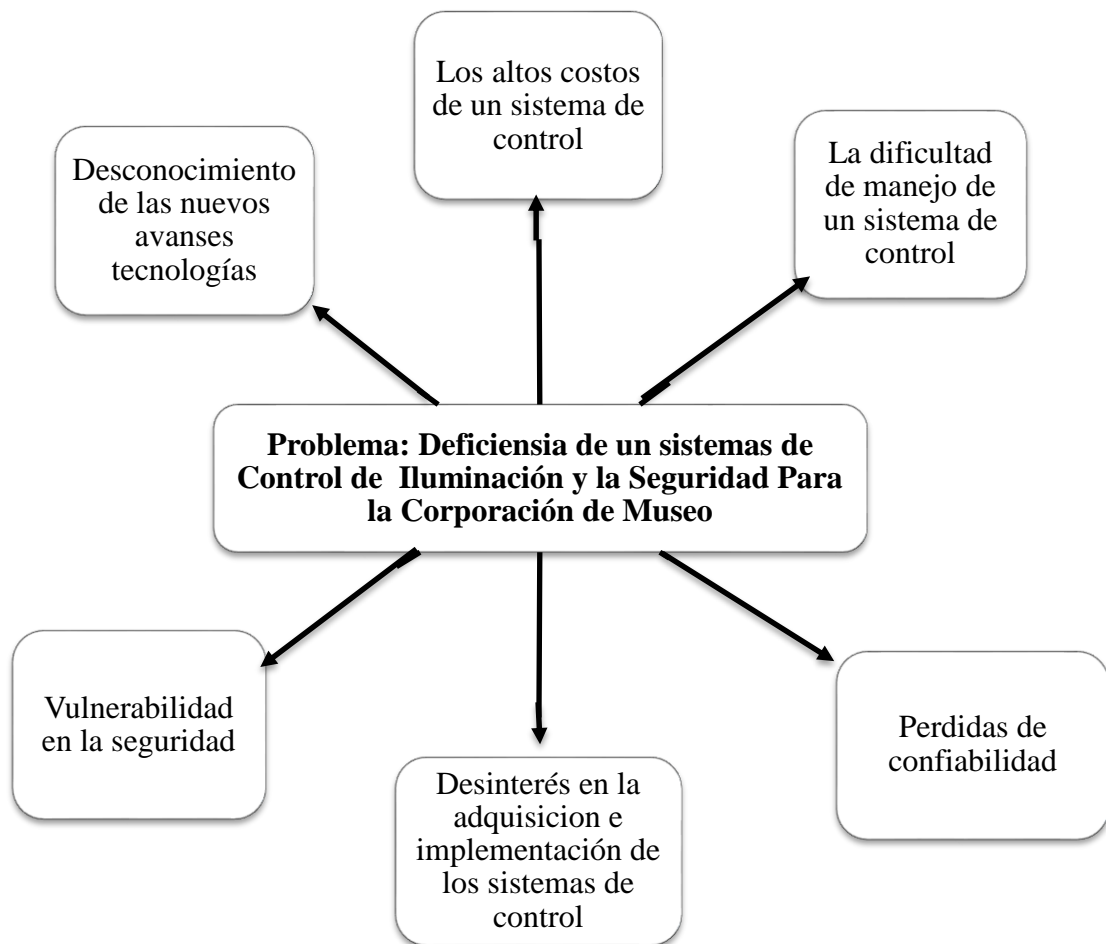 Los altos costos
de un sistema de
control
Desconocimiento
de las nuevos
avanses
tecnologías
La dificultad
de manejo de
un sistema de
control
Problema: Deficiensia de un sistemas de
Control de Iluminación y la Seguridad Para
la Corporación de Museo
Vulnerabilidad
en la seguridad
Desinterés en la
adquisicion e
implementación de
los sistemas de
control
Perdidas de
confiabilidad